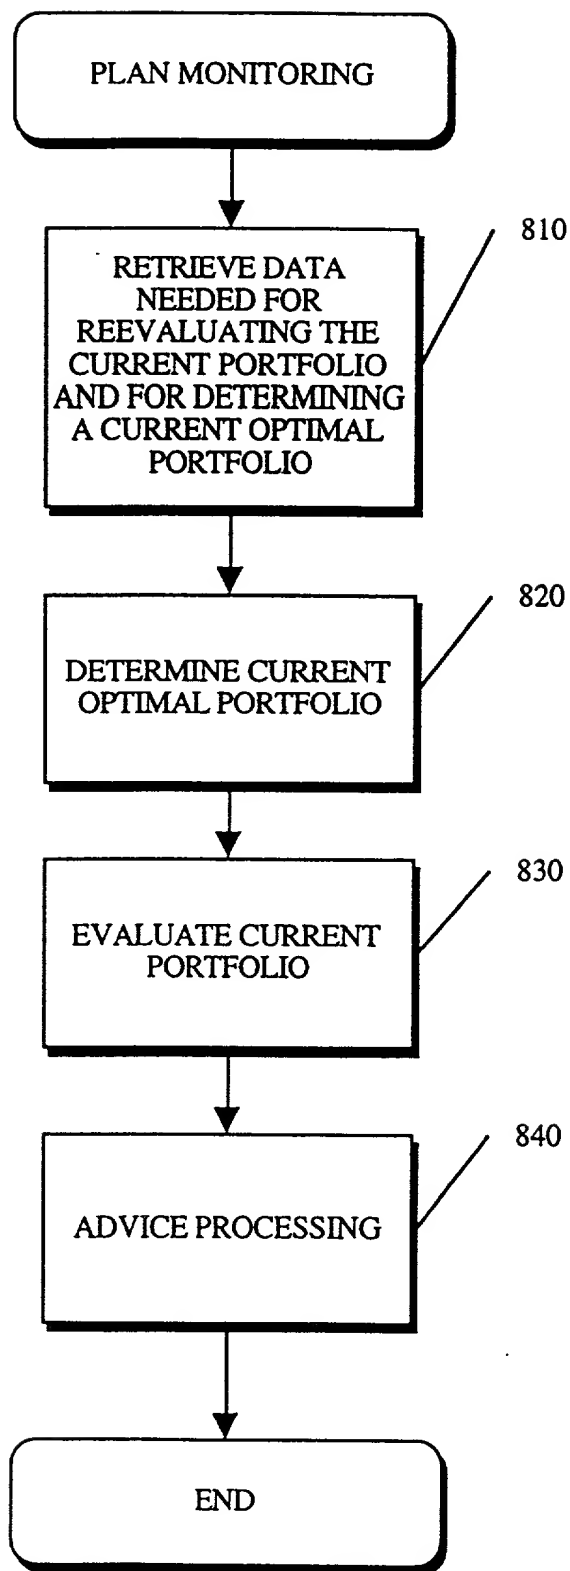 PLAN MONITORING
810
RETRIEVE DATA
NEEDED FOR
REEVALUATING THE
CURRENT PORTFOLIO
AND FOR DETERMINING
A CURRENT OPTIMAL
PORTFOLIO
820
DETERMINE CURRENT
OPTIMAL PORTFOLIO
830
EVALUATE CURRENT
PORTFOLIO
840
ADVICE PROCESSING
END